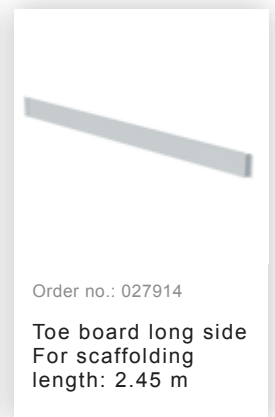 Order no.: 027914
Toe board long side
For scaffolding
length: 2.45 m